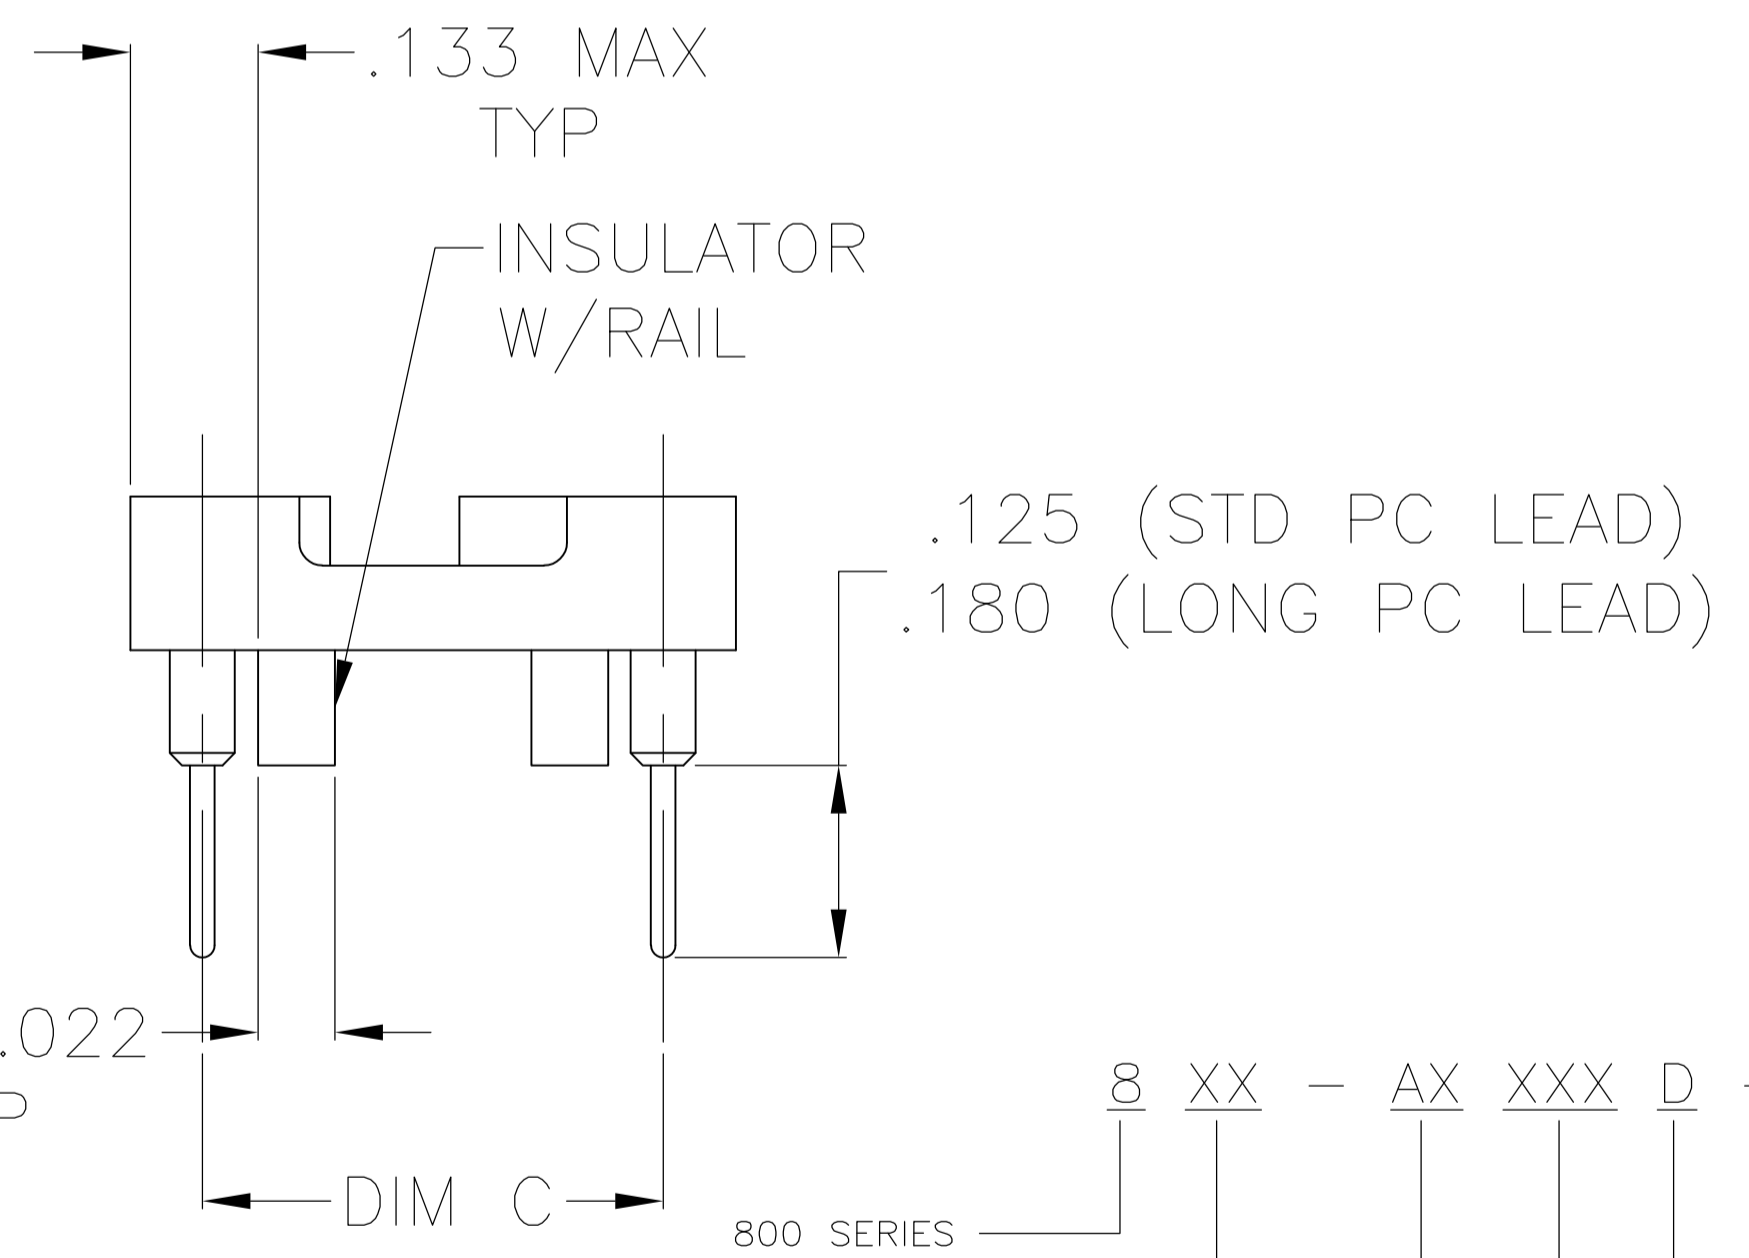 .133 MAX
TYP
INSULATOR
W/RAIL
.125 (STD PC LEAD)
.180 (LONG PC LEAD)
.022
P
DIM C
8 XX - AX XXX D -
800 SERIES